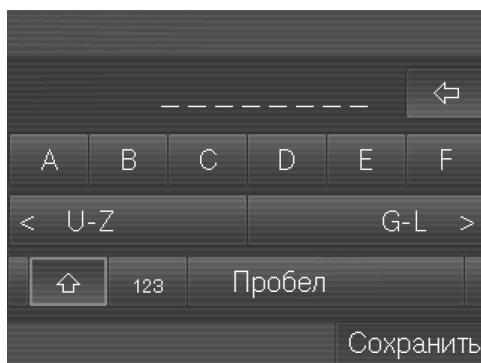 _ _ _ _ _ _ _ _ _
A B C D E F
< U-Z G-L >
123 Пробел
Сохранить